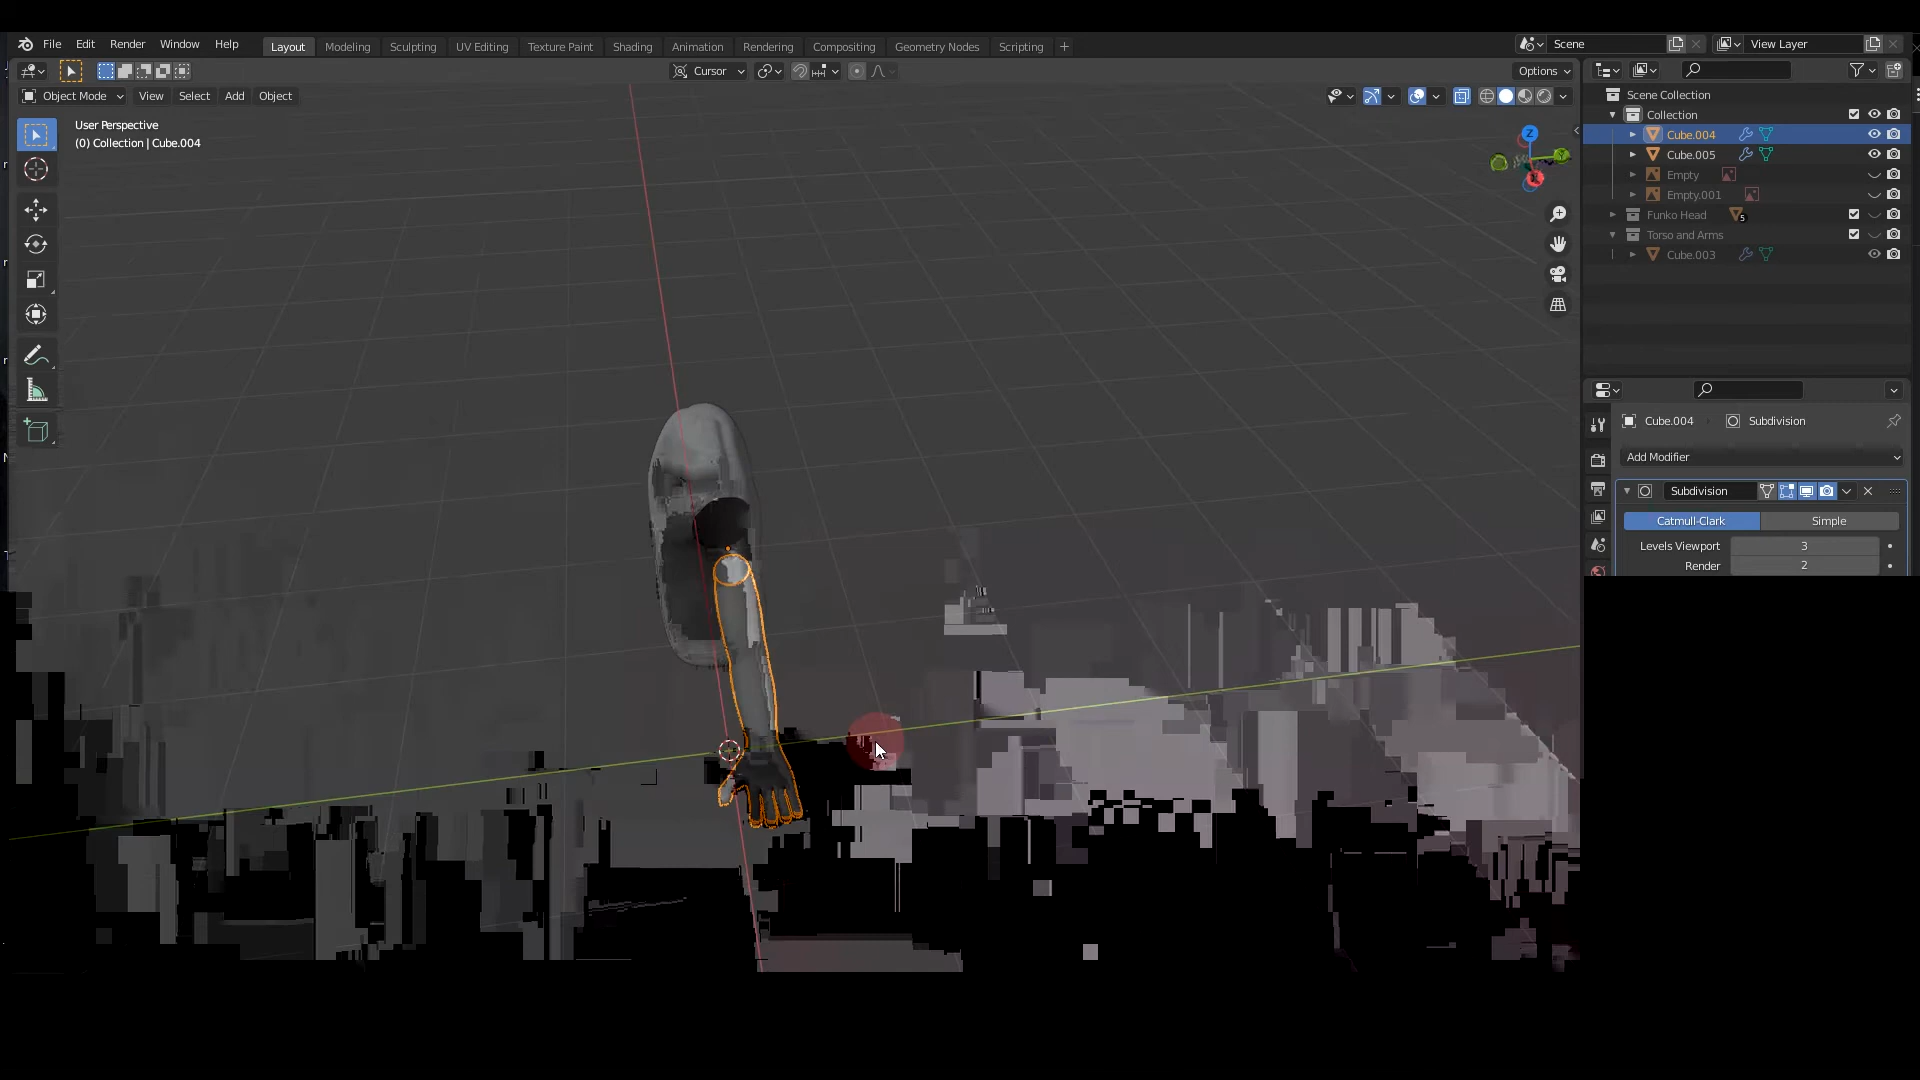 File Edit Render Window Help Layout Modeling Sculpting UV Editing Texture Paint Shading Animation Rendering Compositing Geometry Nodes Scripting + Scene View Layer
Cursor Options
Object Mode View Select Add Object
User Perspective
(0) Collection | Cube.004
Z
Scene Collection
Collection
Cube.004
Cube.005
Empty
Empty.001
Funko Head 5
Torso and Arms
Cube.003
Cube.004 Subdivision
Add Modifier
Subdivision
Catmull-Clark Simple
Levels Viewport 3
Render 2